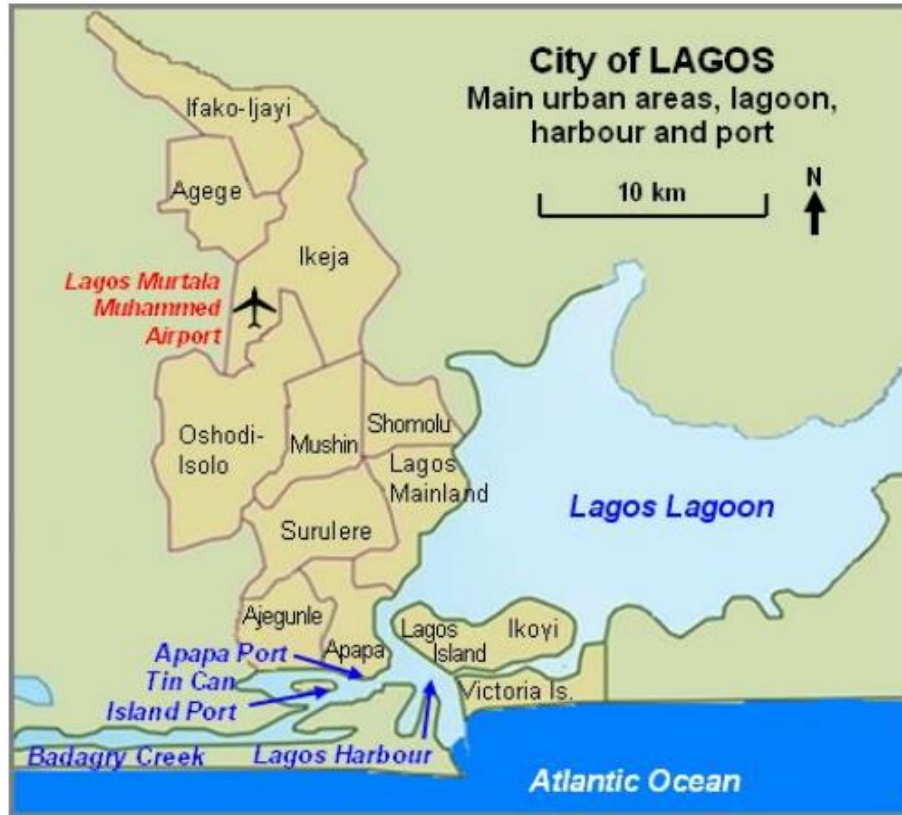 City of LAGOS
Main urban areas, lagoon,
harbour and port
10 km
N
Ifako-Ijayi
Agege
Ikeja
Lagos Murtala
Muhammed
Airport
Oshodi-
Isolo
Mushin
Shomolu
Lagos
Mainland
Surulere
Lagos Lagoon
Ajegunle
Apapa
Lagos
Island
Ikoyi
Victoria Is.
Apapa Port
Tin Can
Island Port
Badagry Creek
Lagos Harbour
Atlantic Ocean